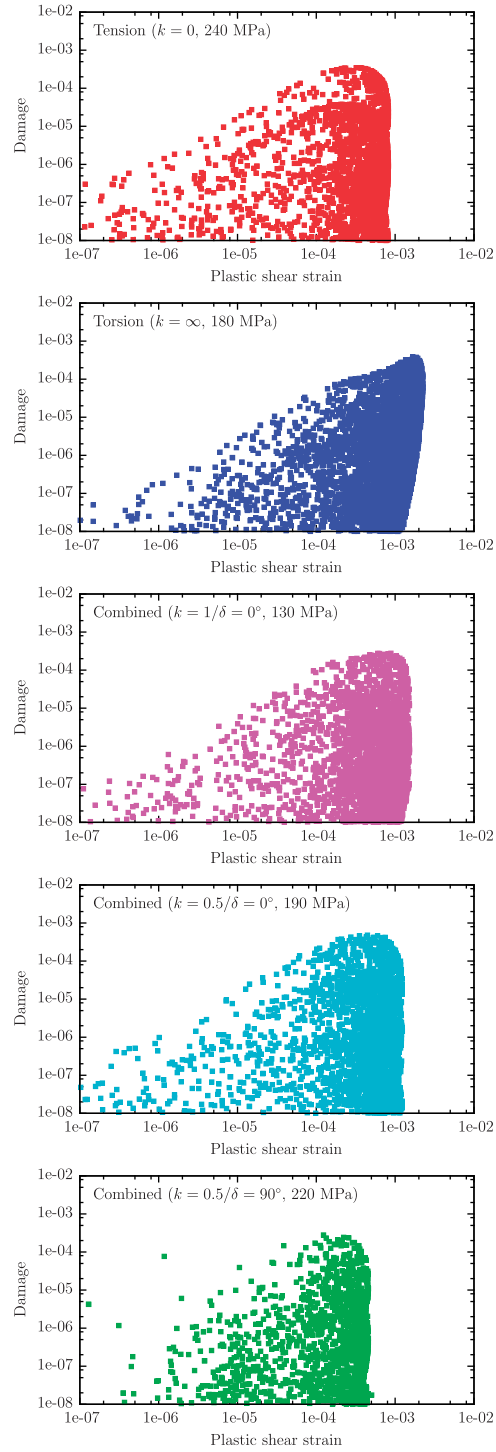 1e-02
Tension (k = 0, 240 MPa)
1e-03
1e-04
Damage
1e-05
1e-06
1e-07
1e-08
1e-07 1e-06 1e-05 1e-04 1e-03 1e-02
Plastic shear strain
1e-02
Torsion (k = ∞, 180 MPa)
1e-03
1e-04
Damage
1e-05
1e-06
1e-07
1e-08
1e-07 1e-06 1e-05 1e-04 1e-03 1e-02
Plastic shear strain
1e-02
Combined (k = 1/δ = 0°, 130 MPa)
1e-03
1e-04
Damage
1e-05
1e-06
1e-07
1e-08
1e-07 1e-06 1e-05 1e-04 1e-03 1e-02
Plastic shear strain
1e-02
Combined (k = 0.5/δ = 0°, 190 MPa)
1e-03
1e-04
Damage
1e-05
1e-06
1e-07
1e-08
1e-07 1e-06 1e-05 1e-04 1e-03 1e-02
Plastic shear strain
1e-02
Combined (k = 0.5/δ = 90°, 220 MPa)
1e-03
1e-04
Damage
1e-05
1e-06
1e-07
1e-08
1e-07 1e-06 1e-05 1e-04 1e-03 1e-02
Plastic shear strain